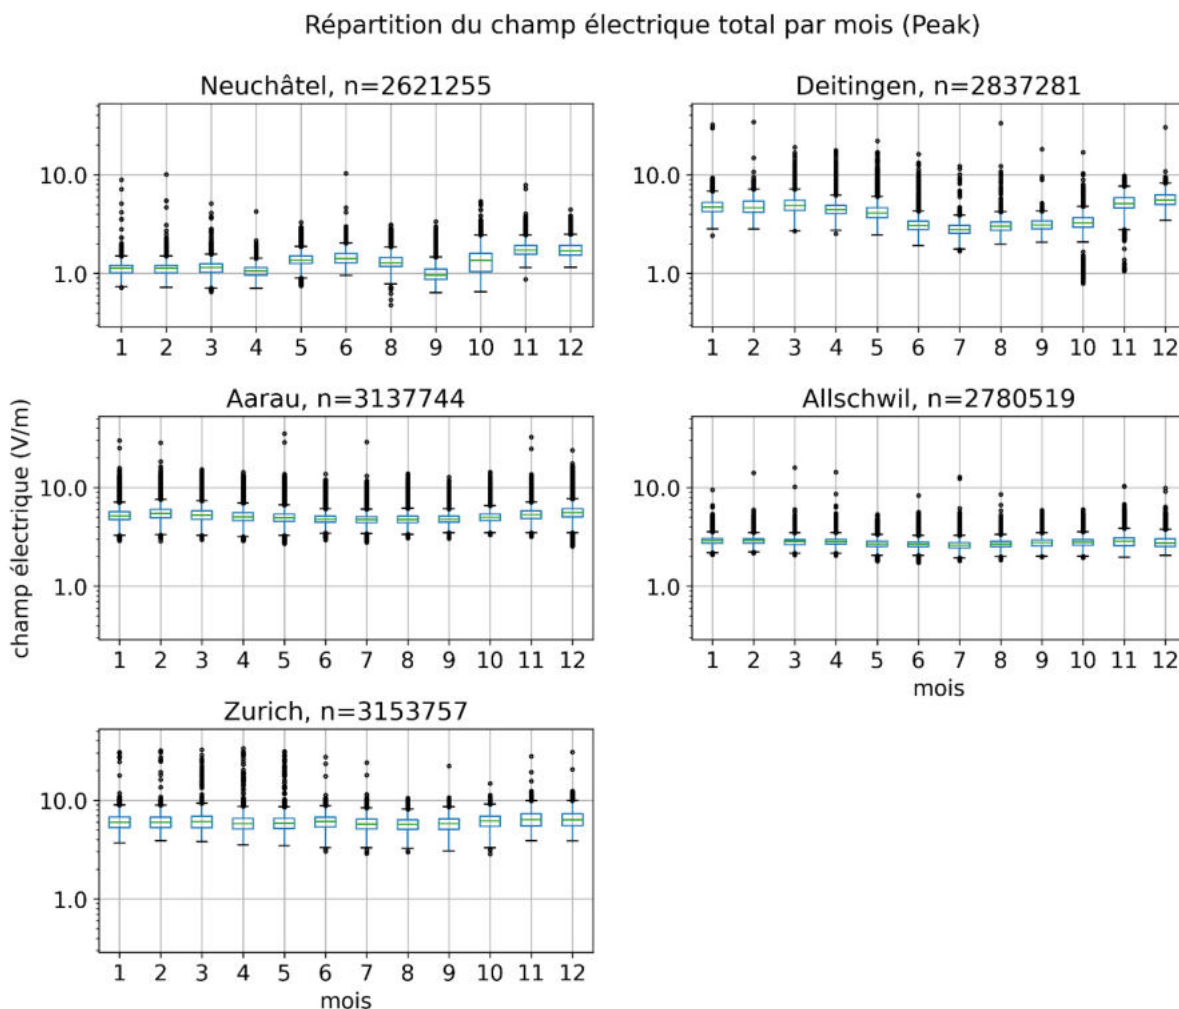 Répartition du champ électrique total par mois (Peak)
Neuchâtel, n=2621255
10.0
1.0
1 2 3 4 5 6 8 9 10 11 12
Deitingen, n=2837281
10.0
1.0
1 2 3 4 5 6 7 8 9 10 11 12
champ électrique (V/m)
Aarau, n=3137744
10.0
1.0
1 2 3 4 5 6 7 8 9 10 11 12
Allschwil, n=2780519
10.0
1.0
1 2 3 4 5 6 7 8 9 10 11 12
mois
Zurich, n=3153757
10.0
1.0
1 2 3 4 5 6 7 8 9 10 11 12
mois